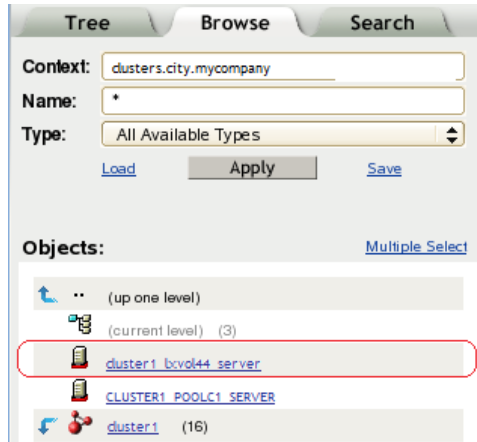 Tree Browse Search
Context: clusters.city.mycompany
Name: *
Type: All Available Types
Load Apply Save
Objects: Multiple Select
.. (up one level)
(current level) (3)
cluster1_lxvol44_server
CLUSTER1_POOLC1_SERVER
cluster1 (16)